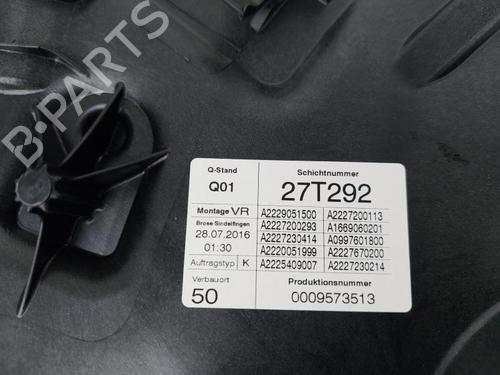 B-PARTS
Q-Stand Schichtnummer
Q01 27T292
Montage VR A2229051500 A2227200113
Brose Sindelfingen A2227200293 A1669060201
28.07.2016 A2227230414 A0997601800
01:30 A2220051999 A2227670200
Auftragstyp K A2225409007 A2227230214
Verbauort Produktionsnummer
50 0009573513